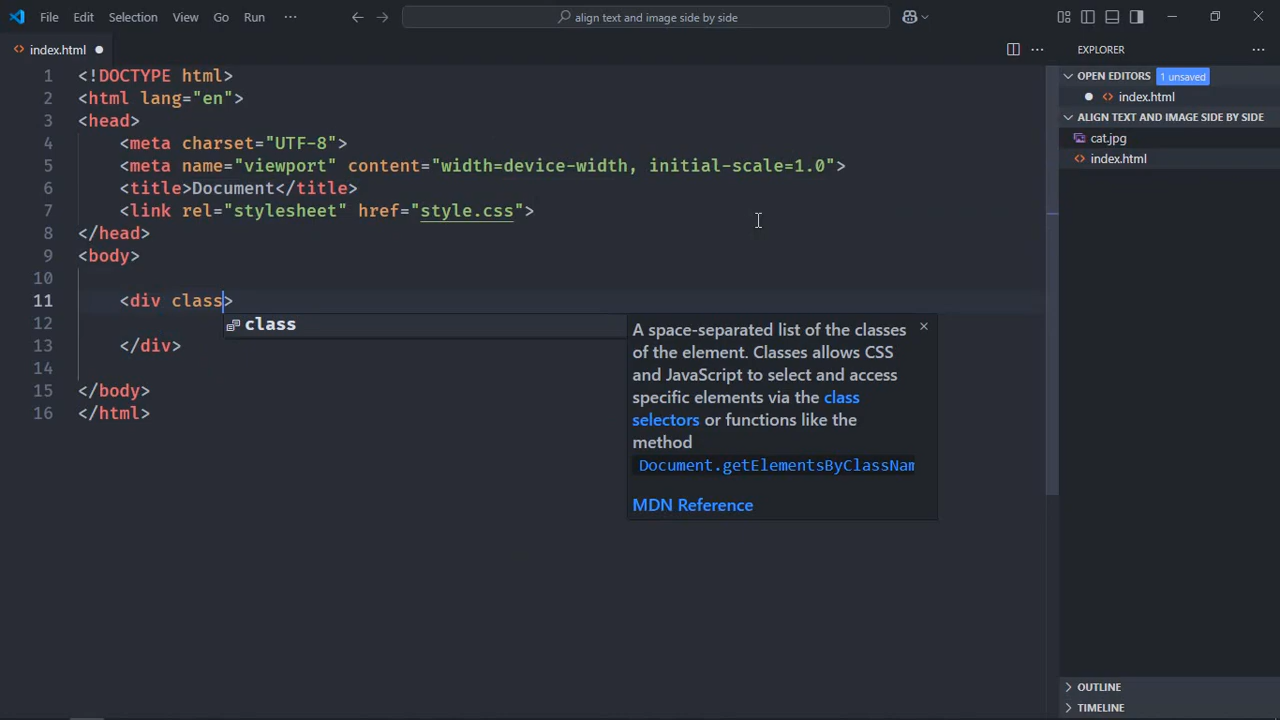 File Edit Selection View Go Run ··· align text and image side by side
index.html
1 <!DOCTYPE html>
2 <html lang="en">
3 <head>
4 <meta charset="UTF-8">
5 <meta name="viewport" content="width=device-width, initial-scale=1.0">
6 <title>Document</title>
7 <link rel="stylesheet" href="style.css">
8 </head>
9 <body>
10
11 <div class>
12
13 </div>
14
15 </body>
16 </html>
class
A space-separated list of the classes
of the element. Classes allows CSS
and JavaScript to select and access
specific elements via the class
selectors or functions like the
method
Document.getElementsByClassNam
MDN Reference
EXPLORER
OPEN EDITORS 1 unsaved
index.html
ALIGN TEXT AND IMAGE SIDE BY SIDE
cat.jpg
index.html
OUTLINE
TIMELINE